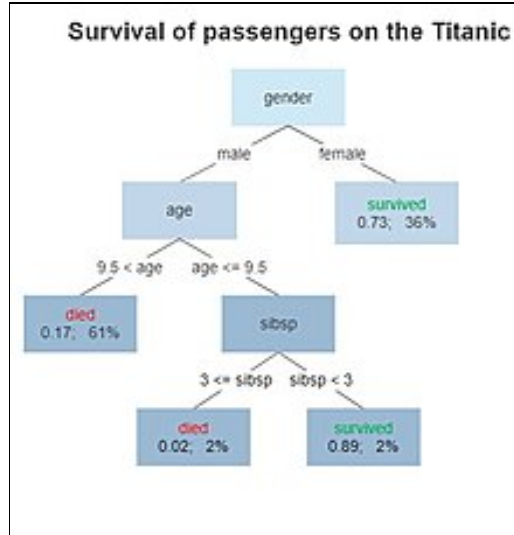 Survival of passengers on the Titanic
gender
male female
age
survived
0.73; 36%
9.5 < age age <= 9.5
died
0.17; 61%
sibsp
3 <= sibsp sibsp < 3
died
0.02; 2%
survived
0.89; 2%